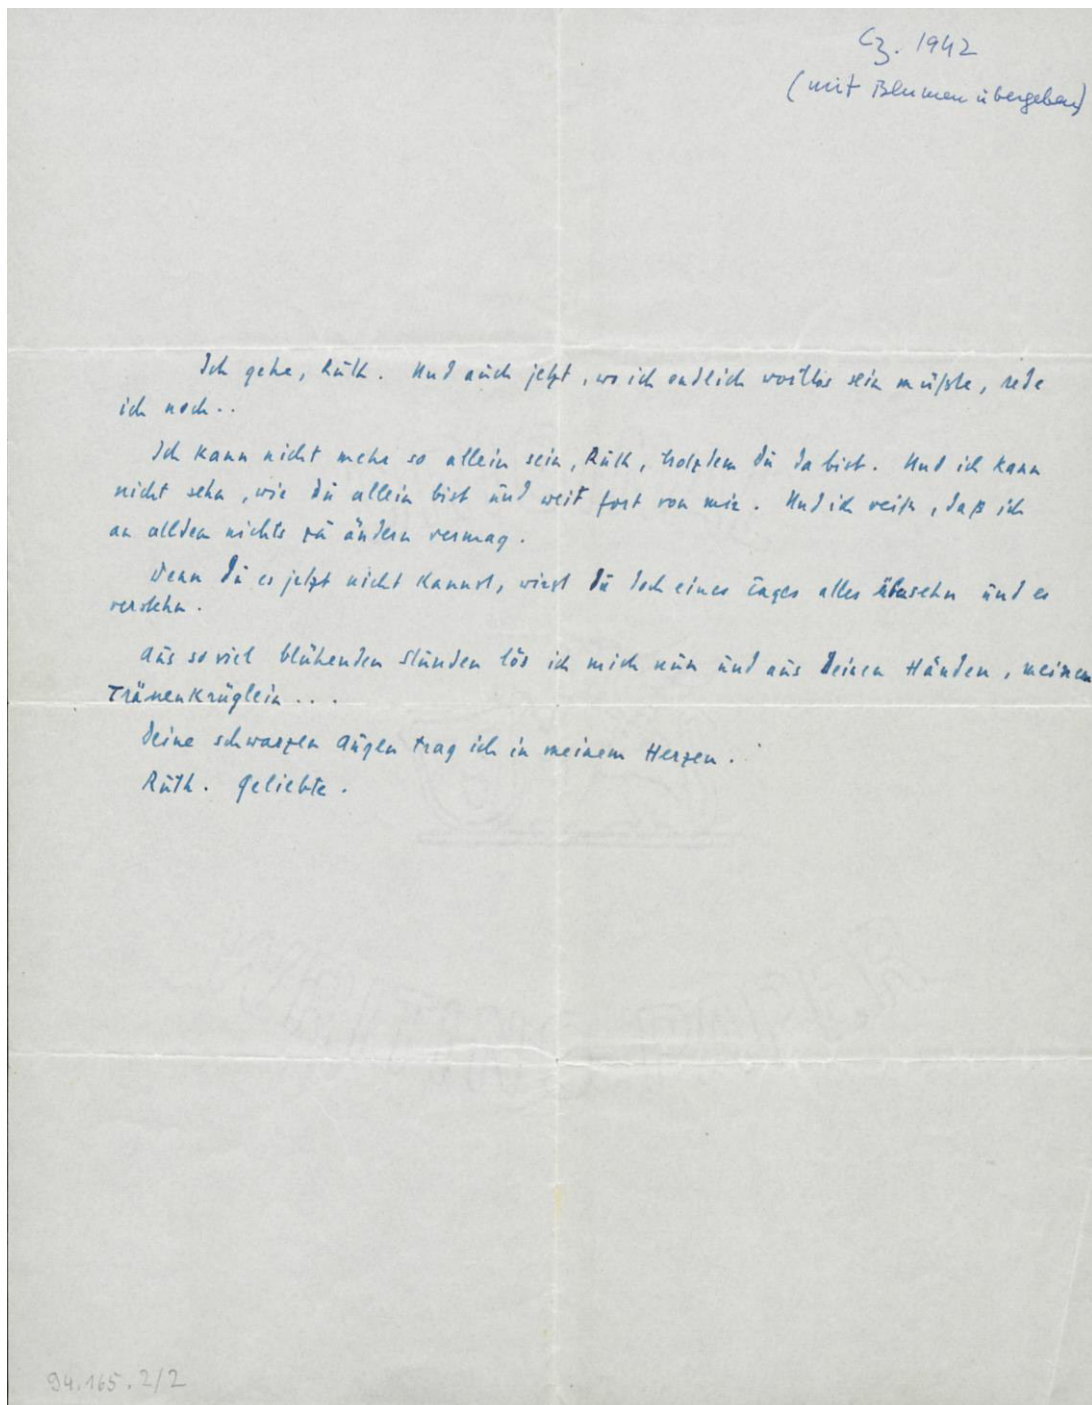 Cz. 1942
(mit Blumen übergeben)
Ich gehe, Ruth. Und auch jetzt, wo ich endlich wortlos sein müßte, rede
ich noch..
Ich kann nicht mehr so allein sein, Ruth, trotzdem du da bist. Und ich kann
nicht sehn, wie du allein bist und weit fort von mir. Und ich weiß, daß ich
an alldem nichts zu ändern vermag.
Wenn du es jetzt nicht kannst, wirst du doch eines Tages alles übersehn und es
verstehn.
Aus so viel blühenden Stunden lös ich mich nun und aus deinen Händen, meinem
Tränenkrüglein...
Deine schwarzen Augen trag ich in meinem Herzen.
Ruth. Geliebte.
94.165.2/2